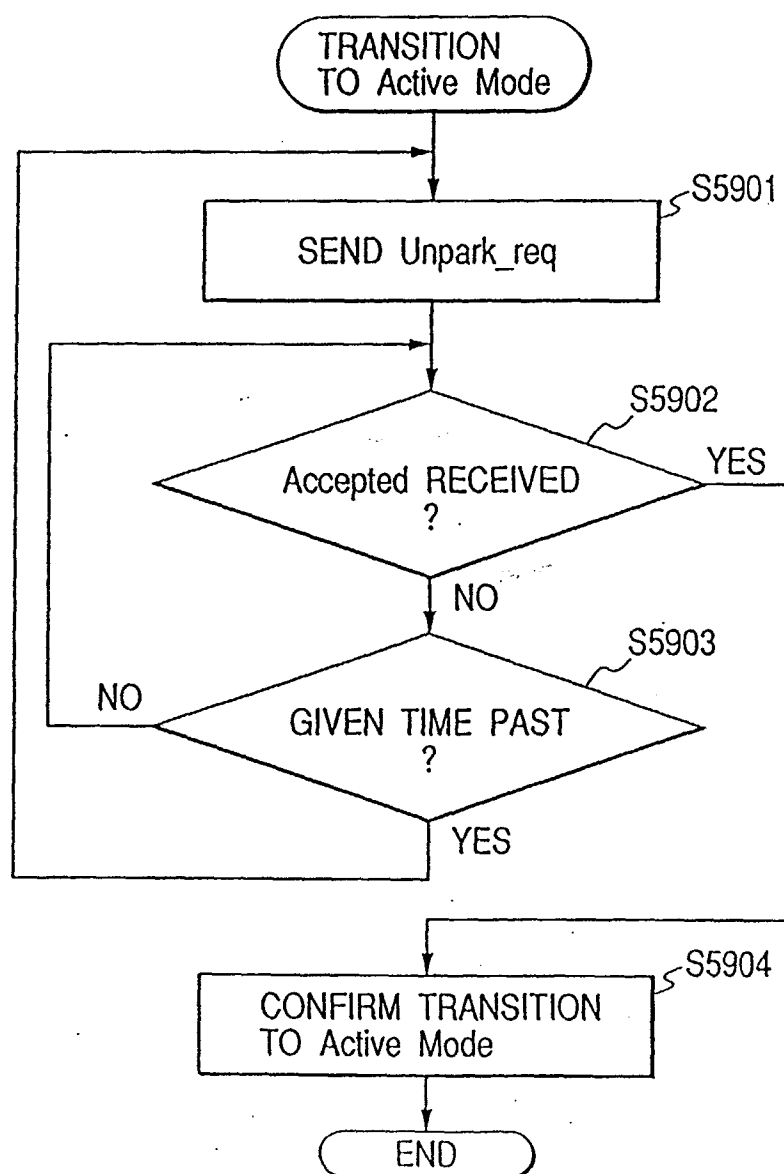 TRANSITION
TO Active Mode
S5901
SEND Unpark_req
S5902
Accepted RECEIVED
?
YES
NO
S5903
NO
GIVEN TIME PAST
?
YES
S5904
CONFIRM TRANSITION
TO Active Mode
END